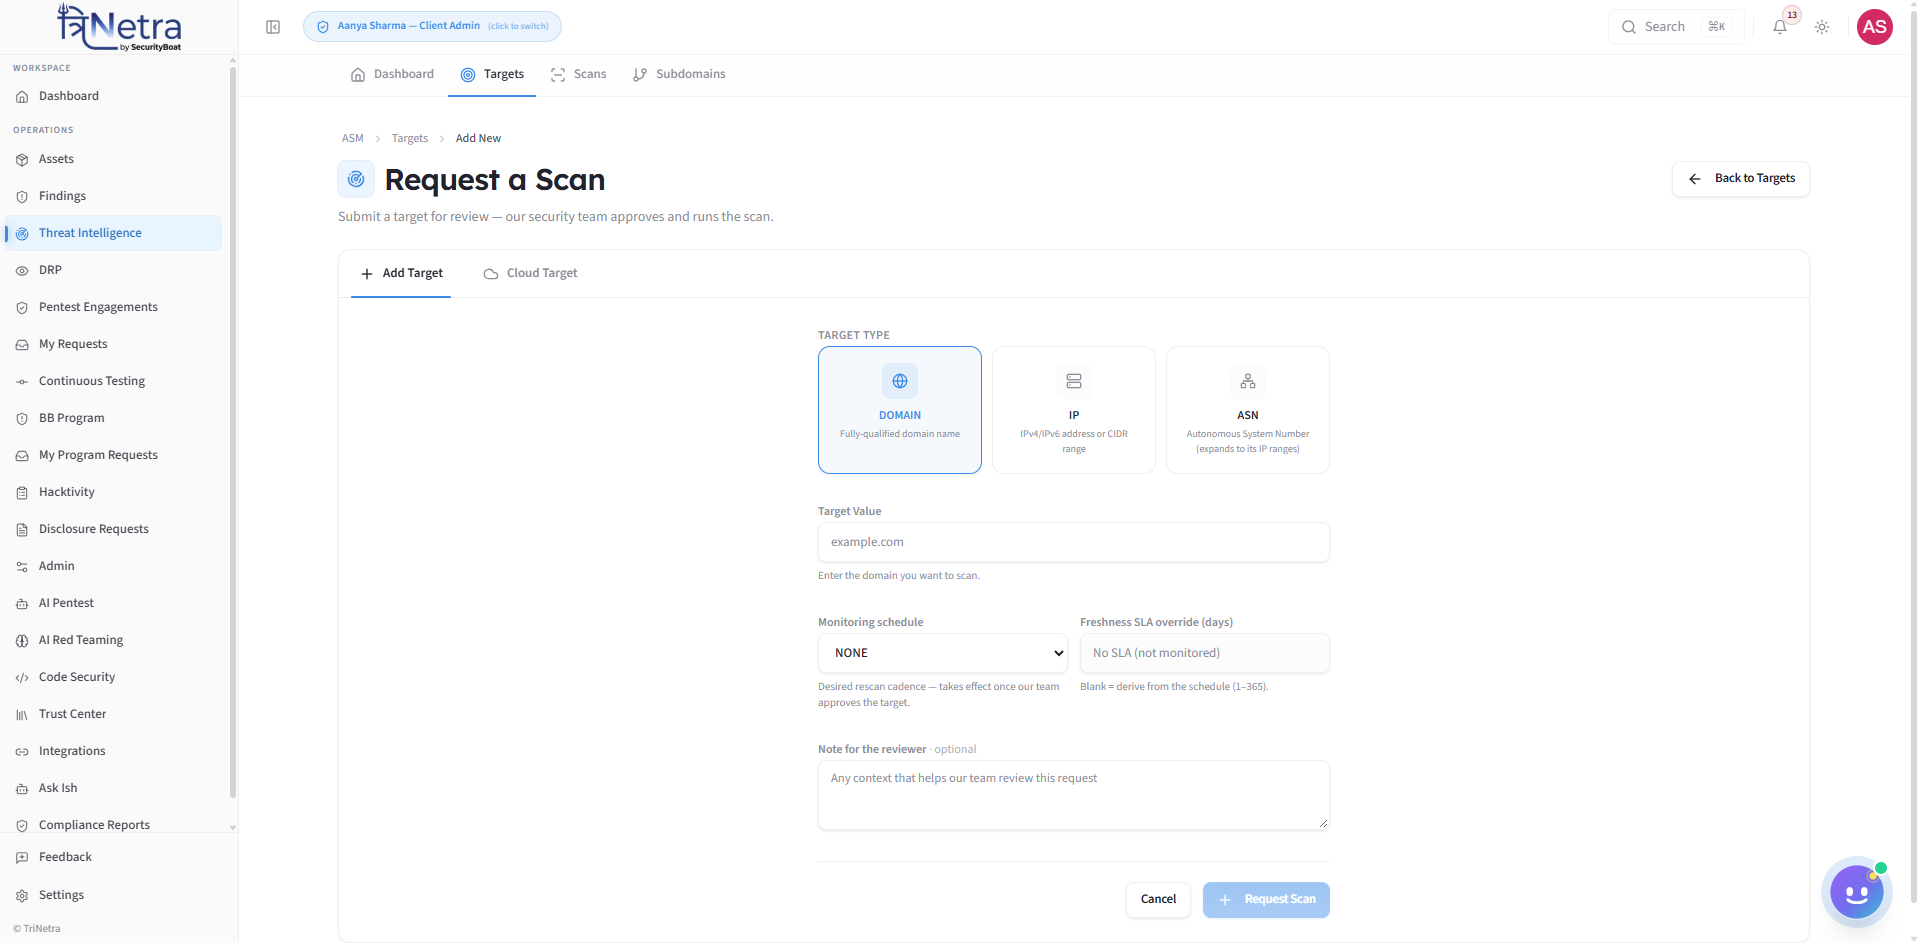 त्रिNetra
by SecurityBoat
Aanya Sharma — Client Admin (click to switch)
Search ⌘K
13
AS
WORKSPACE
Dashboard
OPERATIONS
Assets
Findings
Threat Intelligence
DRP
Pentest Engagements
My Requests
Continuous Testing
BB Program
My Program Requests
Hacktivity
Disclosure Requests
Admin
AI Pentest
AI Red Teaming
Code Security
Trust Center
Integrations
Ask Ish
Compliance Reports
Feedback
Settings
© TriNetra
Dashboard Targets Scans Subdomains
ASM > Targets > Add New
Request a Scan
Back to Targets
Submit a target for review — our security team approves and runs the scan.
Add Target Cloud Target
TARGET TYPE
DOMAIN
Fully-qualified domain name
IP
IPv4/IPv6 address or CIDR
range
ASN
Autonomous System Number
(expands to its IP ranges)
Target Value
example.com
Enter the domain you want to scan.
Monitoring schedule
NONE
Desired rescan cadence — takes effect once our team
approves the target.
Freshness SLA override (days)
No SLA (not monitored)
Blank = derive from the schedule (1–365).
Note for the reviewer · optional
Any context that helps our team review this request
Cancel
Request Scan